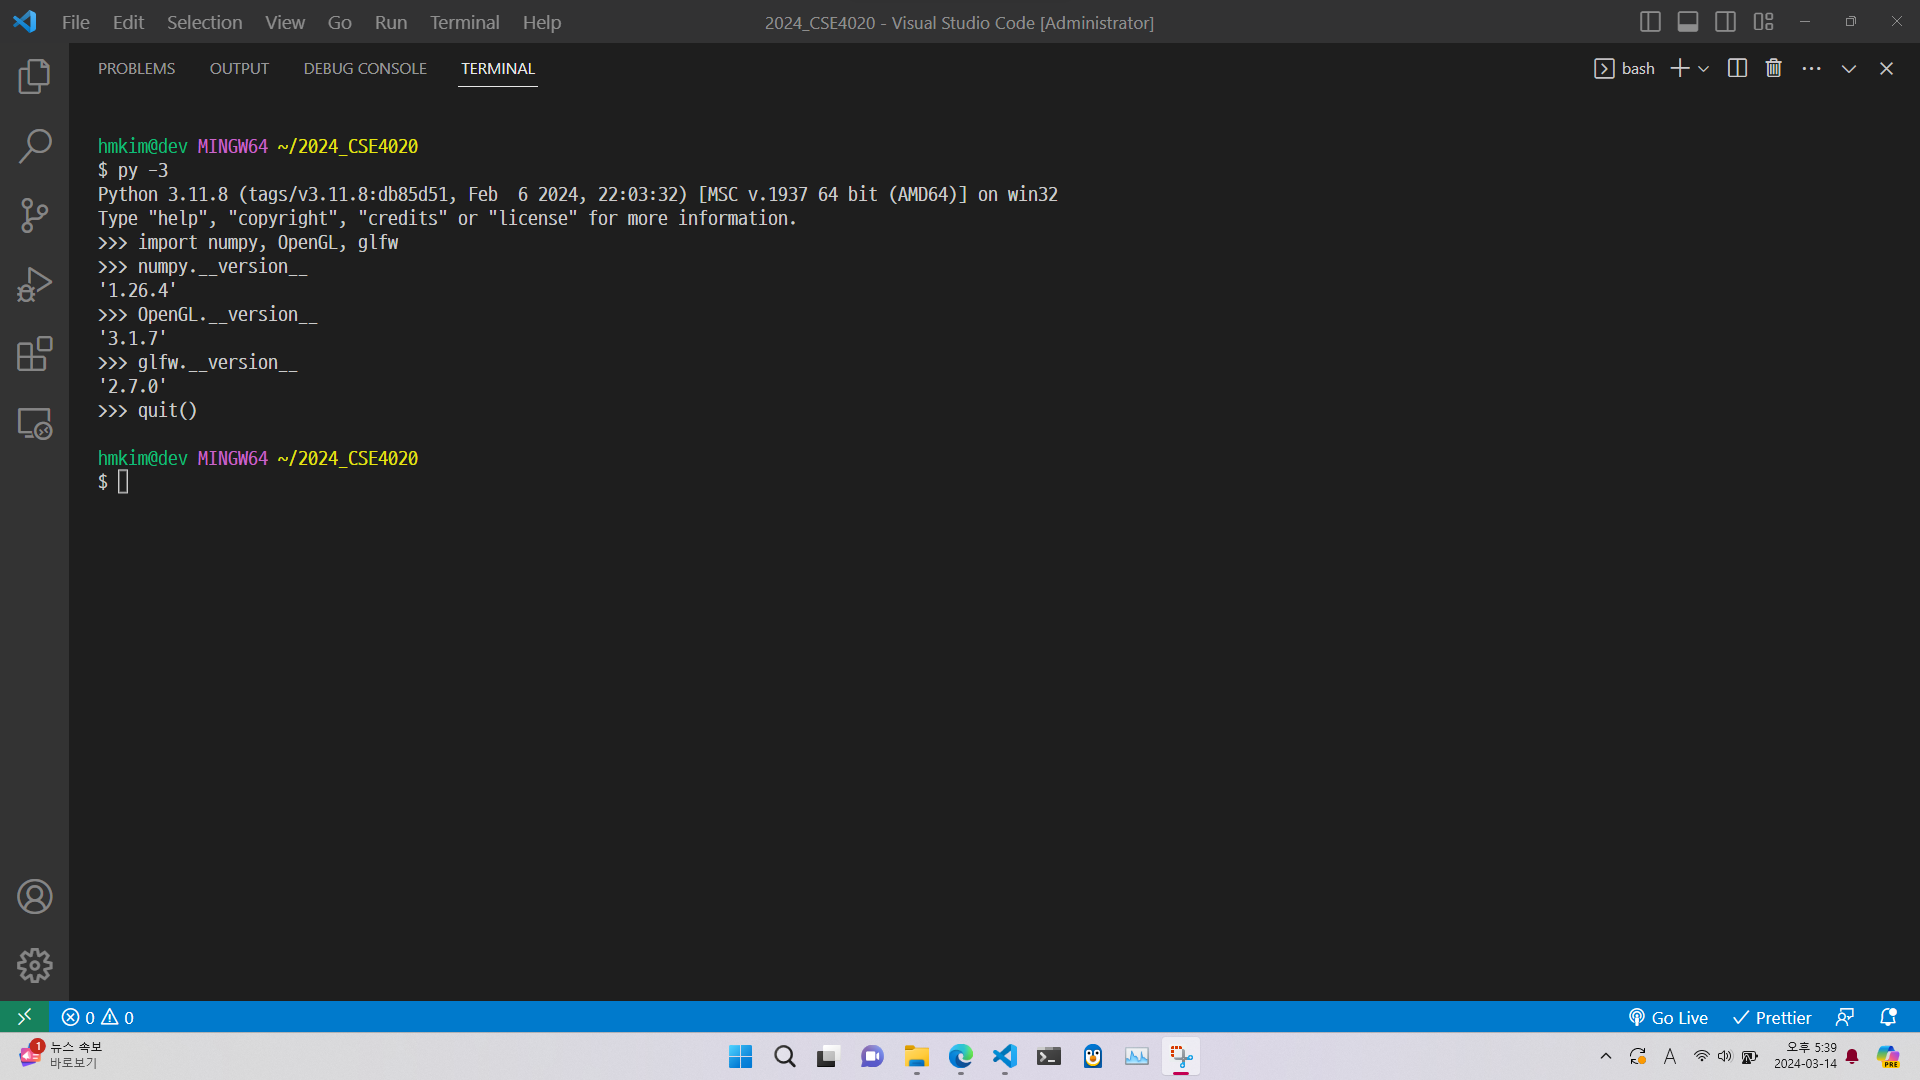 File Edit Selection View Go Run Terminal Help
2024_CSE4020 - Visual Studio Code [Administrator]
PROBLEMS OUTPUT DEBUG CONSOLE TERMINAL
bash
hmkim@dev MINGW64 ~/2024_CSE4020
$ py -3
Python 3.11.8 (tags/v3.11.8:db85d51, Feb  6 2024, 22:03:32) [MSC v.1937 64 bit (AMD64)] on win32
Type "help", "copyright", "credits" or "license" for more information.
>>> import numpy, OpenGL, glfw
>>> numpy.__version__
'1.26.4'
>>> OpenGL.__version__
'3.1.7'
>>> glfw.__version__
'2.7.0'
>>> quit()
hmkim@dev MINGW64 ~/2024_CSE4020
$
0 0
Go Live Prettier
1
뉴스 속보
바로보기
A
오후 5:39
2024-03-14
PRE